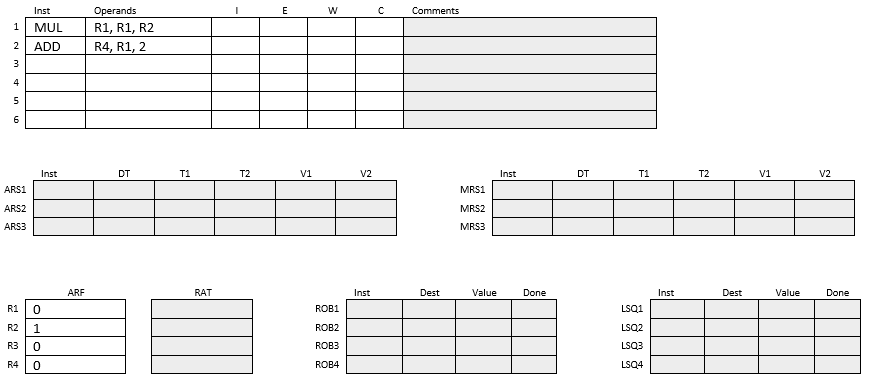 Inst Operands I E W C Comments
1 MUL R1, R1, R2
2 ADD R4, R1, 2
3
4
5
6
Inst DT T1 T2 V1 V2 Inst DT T1 T2 V1 V2
ARS1 MRS1
ARS2 MRS2
ARS3 MRS3
ARF RAT Inst Dest Value Done Inst Dest Value Done
R1 0 ROB1 LSQ1
R2 1 ROB2 LSQ2
R3 0 ROB3 LSQ3
R4 0 ROB4 LSQ4